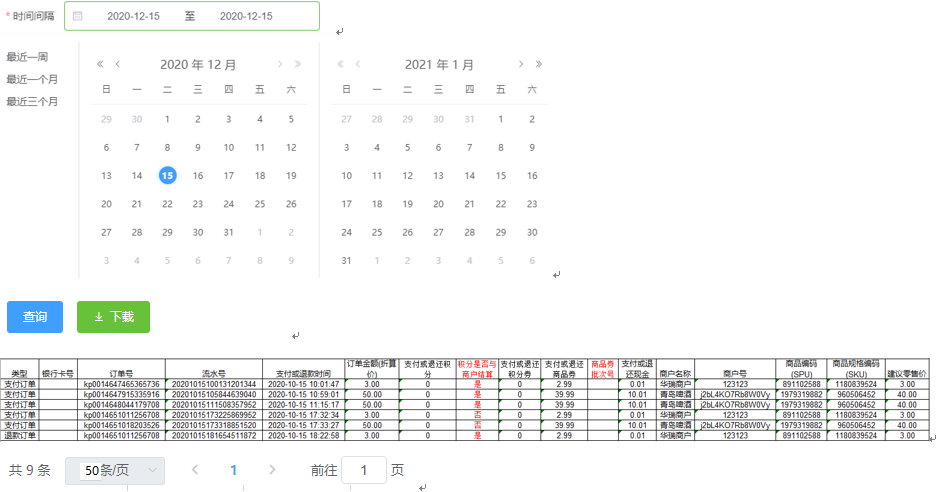 * 时间间隔 2020-12-15 至 2020-12-15
最近一周
最近一个月
最近三个月
« ‹ 2020 年 12 月 › »
日 一 二 三 四 五 六
29 30 1 2 3 4 5
6 7 8 9 10 11 12
13 14 15 16 17 18 19
20 21 22 23 24 25 26
27 28 29 30 31 1 2
3 4 5 6 7 8 9
« ‹ 2021 年 1 月 › »
日 一 二 三 四 五 六
27 28 29 30 31 1 2
3 4 5 6 7 8 9
10 11 12 13 14 15 16
17 18 19 20 21 22 23
24 25 26 27 28 29 30
31 1 2 3 4 5 6
查询 下载
类型 银行卡号 订单号 流水号 支付或退款时间 订单金额(折算价) 支付或退还积分 积分是否与商户结算 支付或退还积分券 支付或退还商品券 商品券批次号 支付或退还现金 商户名称 商户号 商品编码(SPU) 商品规格编码(SKU) 建议零售价
支付订单 kp0014647465365736 20201015100131201344 2020-10-15 10:01:47 3.00 0 是 0 2.99 0.01 华瑞商户 123123 891102588 1180839524 3.00
支付订单 kp0014647915335916 20201015105844639040 2020-10-15 10:59:01 50.00 0 是 0 39.99 10.01 青岛啤酒 j2bL4KO7Rb8W0Vy 1979319882 960506452 40.00
支付订单 kp0014648044179708 20201015111508357952 2020-10-15 11:15:17 50.00 0 是 0 39.99 10.01 青岛啤酒 j2bL4KO7Rb8W0Vy 1979319882 960506452 40.00
支付订单 kp0014651011256708 20201015173225869952 2020-10-15 17:32:34 3.00 0 否 0 2.99 0.01 华瑞商户 123123 891102588 1180839524 3.00
支付订单 kp0014651018203526 20201015173318851520 2020-10-15 17:33:27 50.00 0 否 0 39.99 10.01 青岛啤酒 j2bL4KO7Rb8W0Vy 1979319882 960506452 40.00
退款订单 kp0014651011256708 20201015181654511872 2020-10-15 18:22:58 3.00 0 是 0 2.99 0.01 华瑞商户 123123 891102588 1180839524 3.00
共 9 条 50条/页 ‹ 1 › 前往 1 页